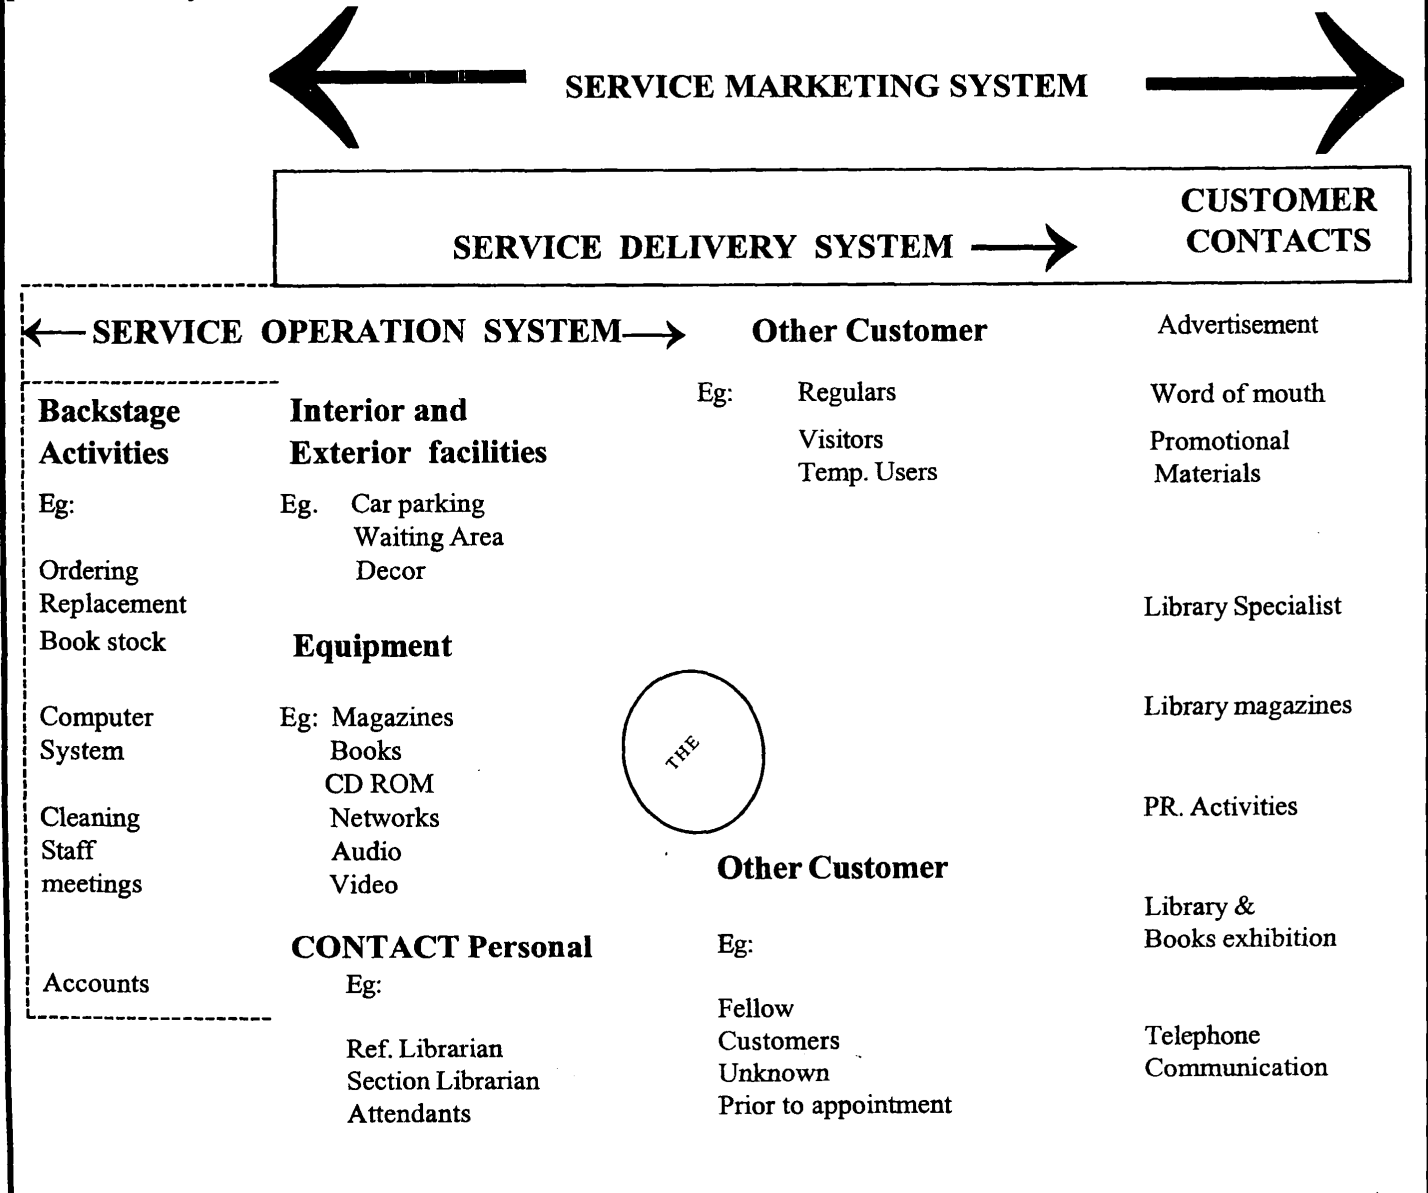 SERVICE MARKETING SYSTEM
CUSTOMER
SERVICE DELIVERY SYSTEM
CONTACTS
SERVICE OPERATION SYSTEM
Backstage
Activities
Eg:
Ordering
Replacement
Book stock
Computer
System
Cleaning
Staff
meetings
Accounts
Interior and
Exterior facilities
Eg. Car parking
Waiting Area
Decor
Equipment
Eg: Magazines
Books
CD ROM
Networks
Audio
Video
CONTACT Personal
Eg:
Ref. Librarian
Section Librarian
Attendants
Other Customer
Eg: Regulars
Visitors
Temp. Users
THE
Other Customer
Eg:
Fellow
Customers
Unknown
Prior to appointment
Advertisement
Word of mouth
Promotional
Materials
Library Specialist
Library magazines
PR. Activities
Library &
Books exhibition
Telephone
Communication